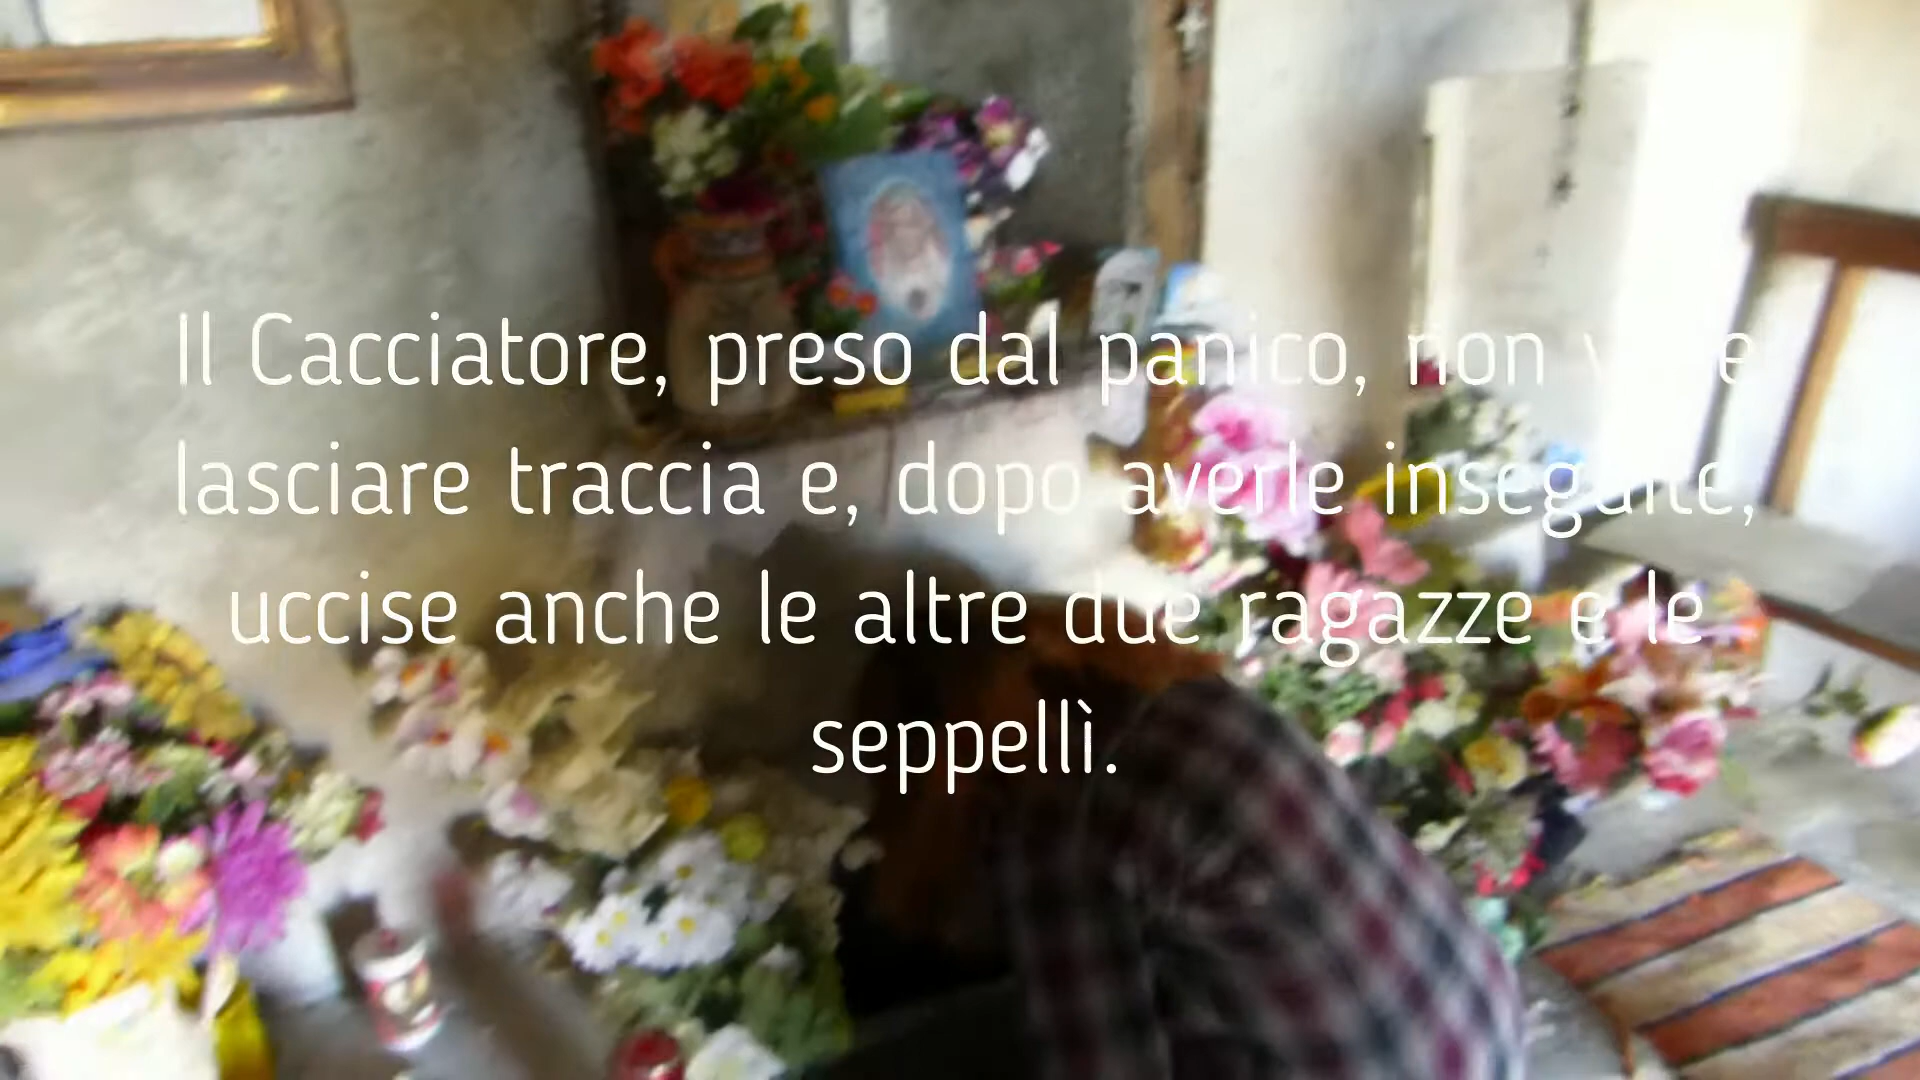 Il Cacciatore, preso dal panico, non volle
lasciare traccia e, dopo averle inseguite,
uccise anche le altre due ragazze e le
seppellì.